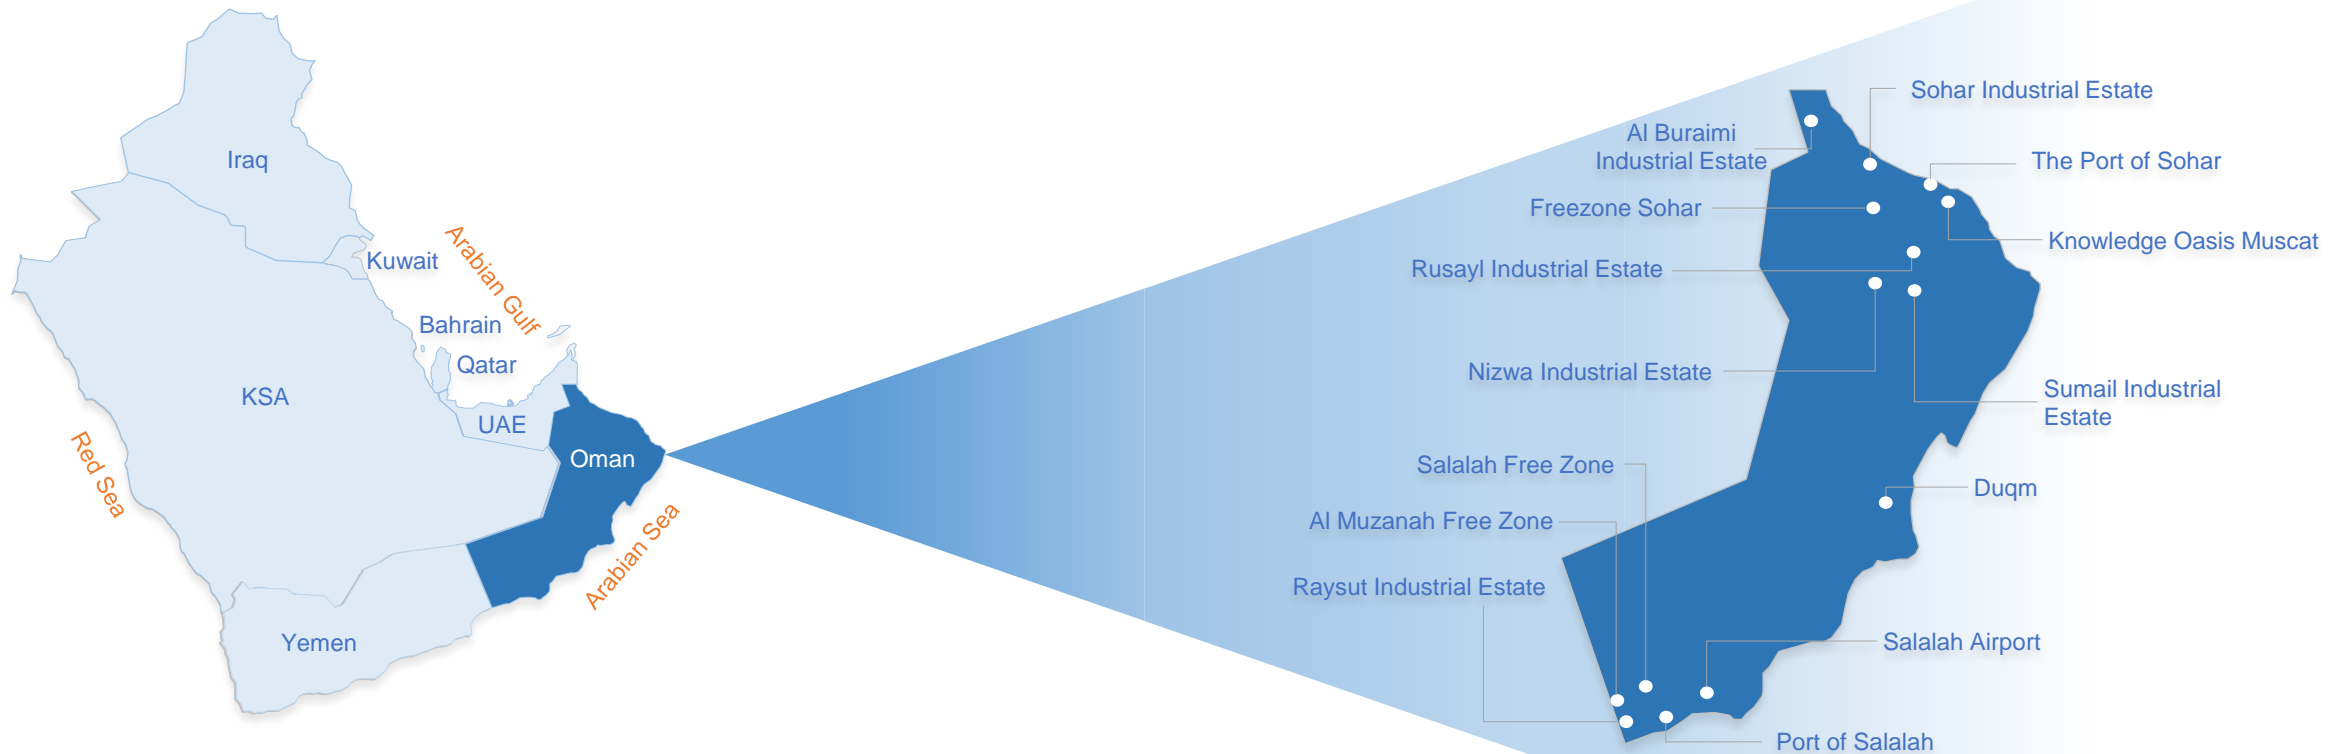 Iraq
Kuwait
Arabian Gulf
Bahrain
Qatar
KSA
UAE
Oman
Red Sea
Arabian Sea
Yemen
Sohar Industrial Estate
Al Buraimi
Industrial Estate
The Port of Sohar
Freezone Sohar
Knowledge Oasis Muscat
Rusayl Industrial Estate
Nizwa Industrial Estate
Sumail Industrial
Estate
Salalah Free Zone
Duqm
Al Muzanah Free Zone
Raysut Industrial Estate
Salalah Airport
Port of Salalah